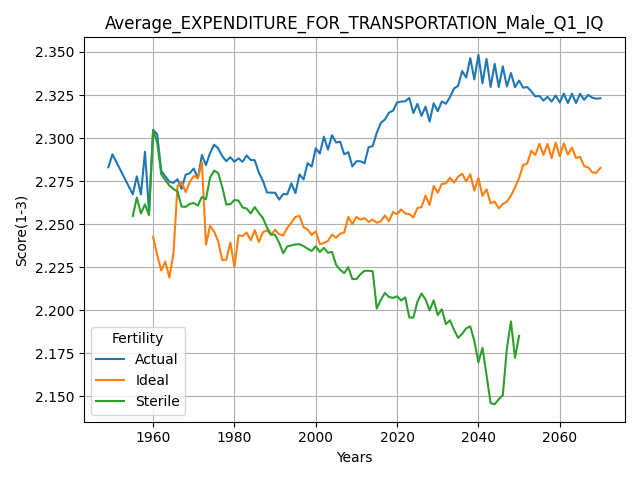 Average_EXPENDITURE_FOR_TRANSPORTATION_Male_Q1_IQ
Score(1-3)
2.350
2.325
2.300
2.275
2.250
2.225
2.200
2.175
2.150
Fertility
Actual
Ideal
Sterile
1960 1980 2000 2020 2040 2060
Years